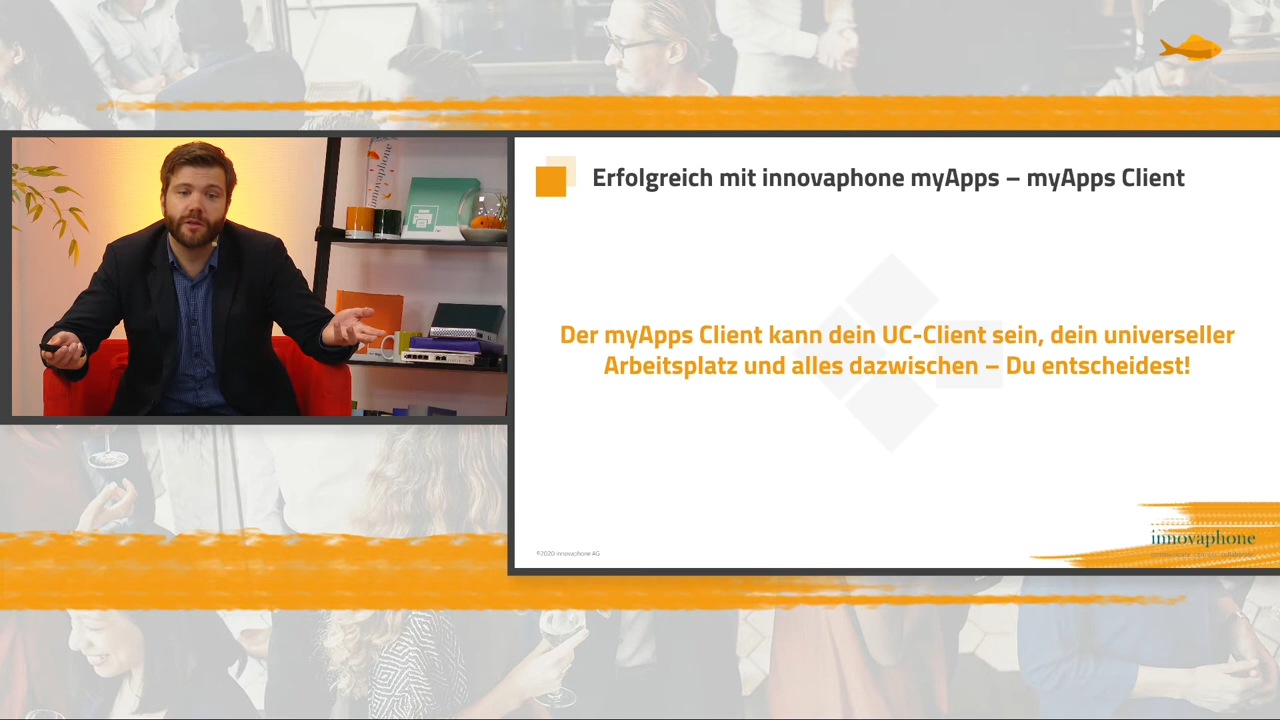 Erfolgreich mit innovaphone myApps – myApps Client
innovaphone
Der myApps Client kann dein UC-Client sein, dein universeller
Arbeitsplatz und alles dazwischen – Du entscheidest!
©2020 innovaphone AG
innovaphone